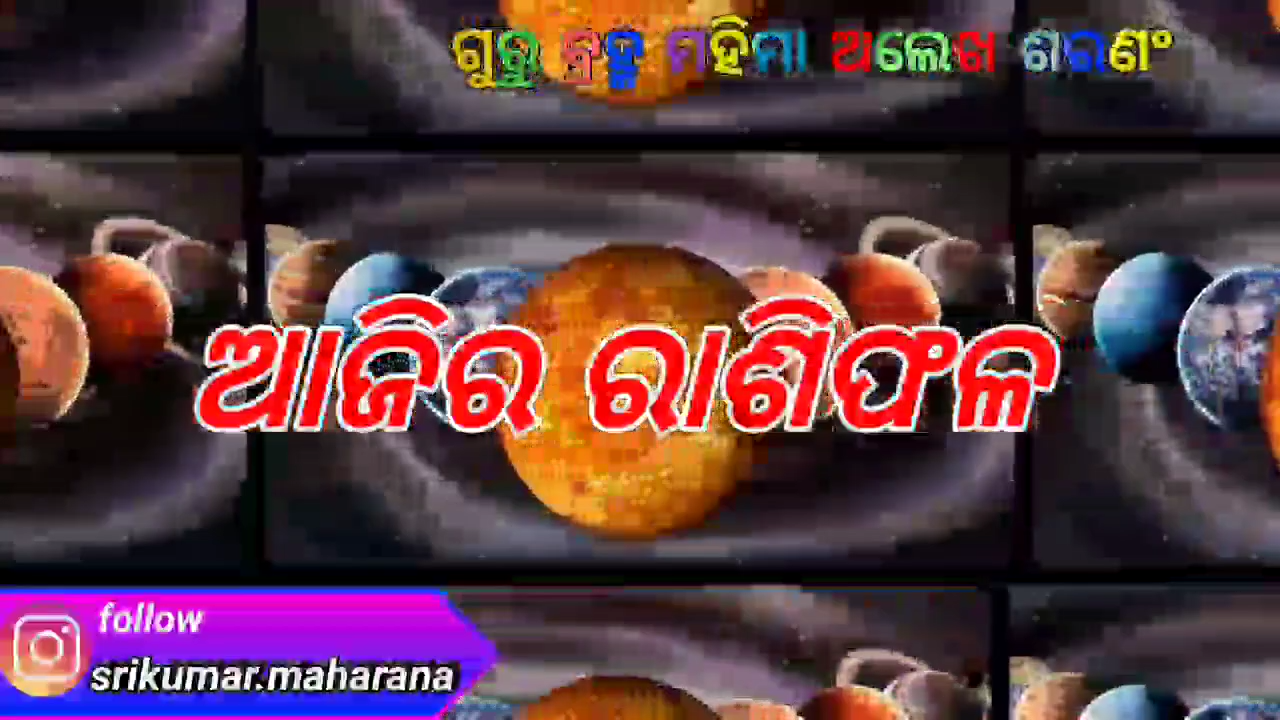 ଗୁରୁ ବ୍ରହ୍ମ ମହିମା ଅଲେଖ ଶରଣଂ
ଆଜିର ରାଶିଫଳ
follow
srikumar.maharana